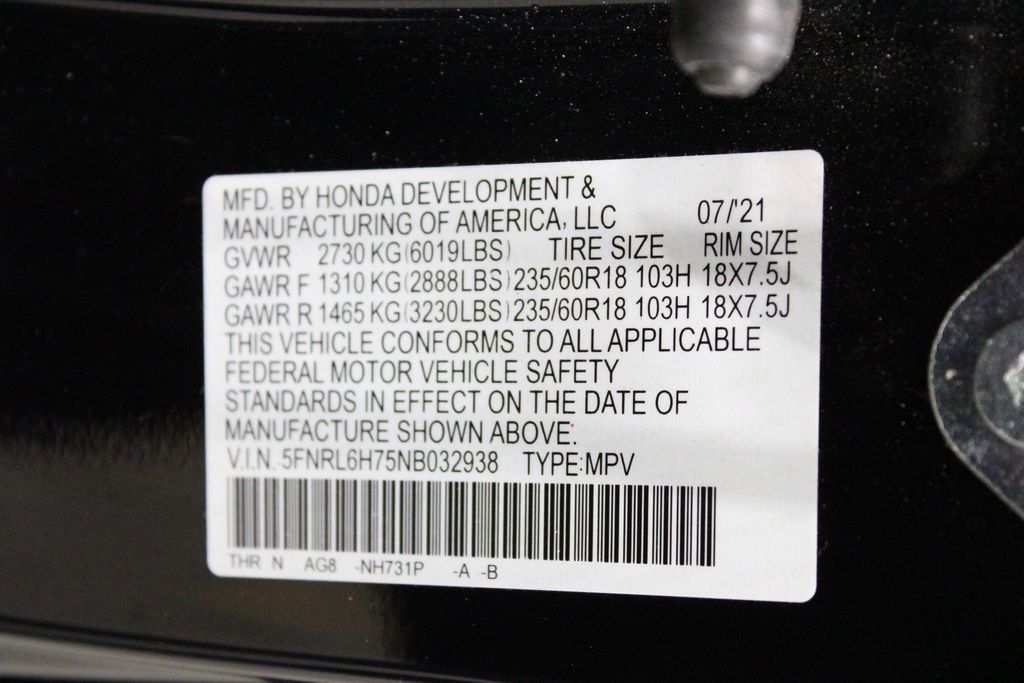 MFD. BY HONDA DEVELOPMENT &
MANUFACTURING OF AMERICA, LLC 07/'21
GVWR 2730 KG(6019LBS) TIRE SIZE RIM SIZE
GAWR F 1310 KG(2888LBS) 235/60R18 103H 18X7.5J
GAWR R 1465 KG(3230LBS) 235/60R18 103H 18X7.5J
THIS VEHICLE CONFORMS TO ALL APPLICABLE
FEDERAL MOTOR VEHICLE SAFETY
STANDARDS IN EFFECT ON THE DATE OF
MANUFACTURE SHOWN ABOVE.
V.I.N.-5FNRL6H75NB032938 TYPE:MPV
THR N AG8 -NH731P -A -B